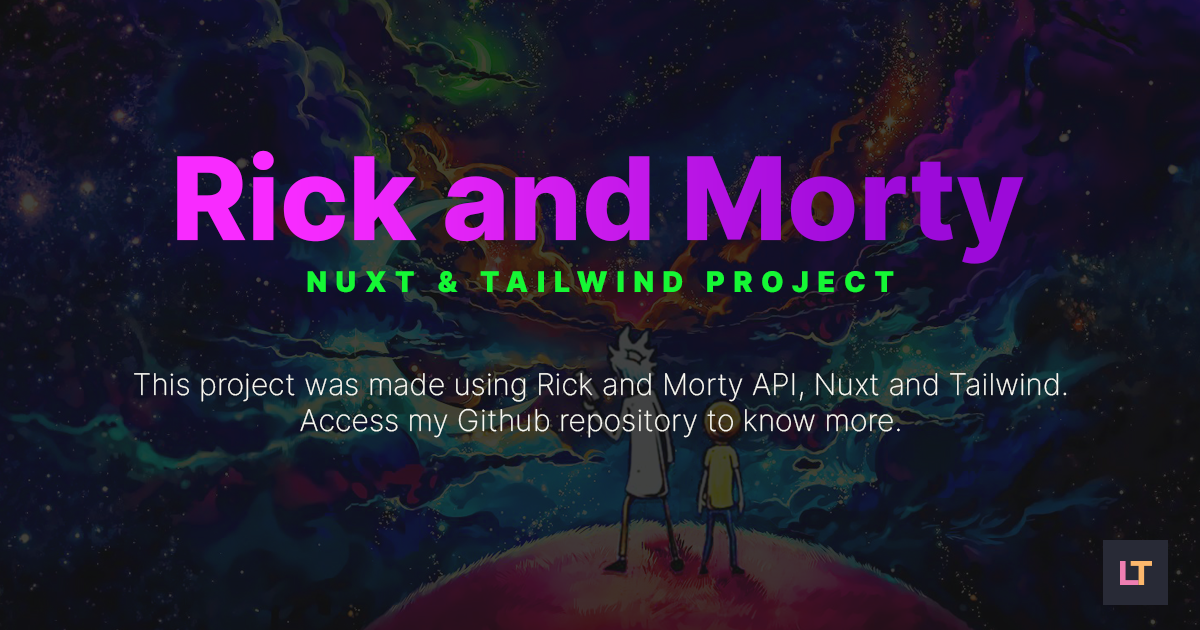 Rick and Morty
NUXT & TAILWIND PROJECT
This project was made using Rick and Morty API, Nuxt and Tailwind.
Access my Github repository to know more.
LT